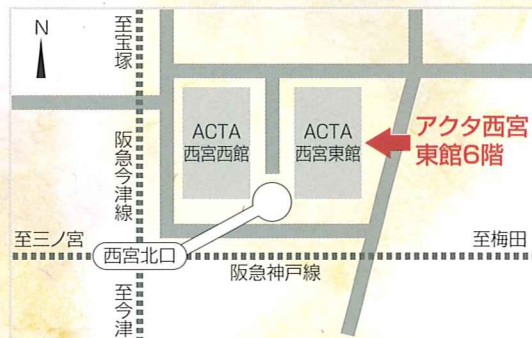 N
至宝塚
阪急今津線
ACTA
西宮西館
ACTA
西宮東館
アクタ西宮
東館6階
至三ノ宮
西宮北口
至梅田
阪急神戸線
至今津